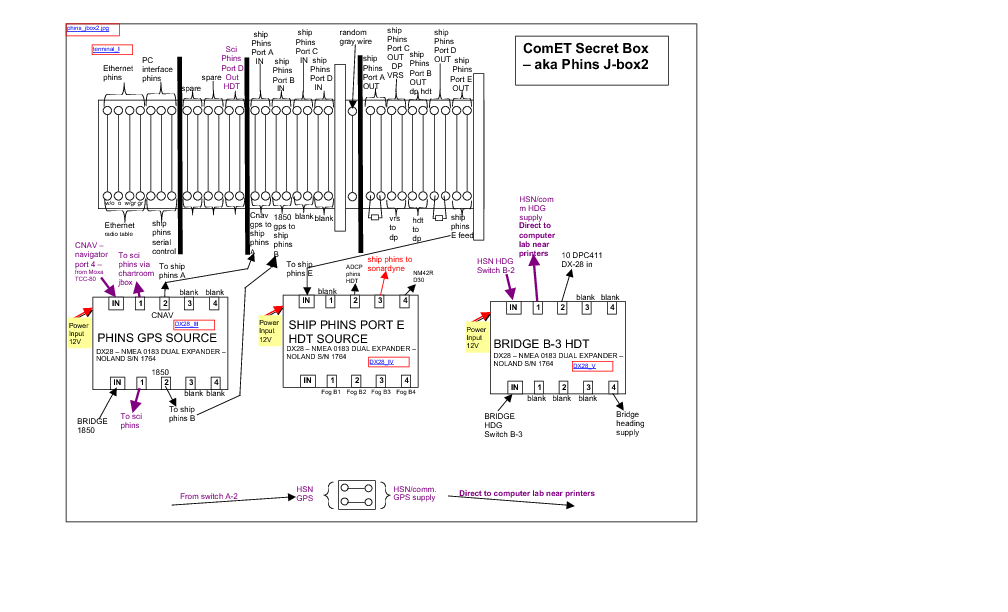 phins_jbox2.jpg
terminal_I
ComET Secret Box
– aka Phins J-box2
Ethernet
phins
PC
interface
phins
spare
spare
Sci
Phins
Port D
Out
HDT
ship
Phins
Port A
IN
ship
Phins
Port B
IN
ship
Phins
Port C
IN
ship
Phins
Port D
IN
random
gray wire
ship
Phins
Port A
OUT
ship
Phins
Port C
OUT
DP
VRS
ship
Phins
Port B
OUT
dp hdt
ship
Phins
Port D
OUT
ship
Phins
Port E
OUT
w/o o w/gr gr
Ethernet
radio table
ship
phins
serial
control
Cnav
gps to
ship
phins
A
1850
gps to
ship
phins
B
blank
blank
vrs
to
dp
hdt
to
dp
ship
phins
E feed
CNAV –
navigator
port 4 –
from Moxa
TCC-80
To sci
phins via
chartroom
jbox
To ship
phins A
blank
blank
IN 1 2 3 4
CNAV
DX28_III
Power
Input
12V
PHINS GPS SOURCE
DX28 – NMEA 0183 DUAL EXPANDER –
NOLAND S/N 1764
1850
IN 1 2 3 4
blank blank
BRIDGE
1850
To sci
phins
To ship
phins B
To ship
phins E
blank
ADCP
phins
HDT
ship phins to
sonardyne
NM42R
D30
IN 1 2 3 4
Power
Input
12V
SHIP PHINS PORT E
HDT SOURCE
DX28 – NMEA 0183 DUAL EXPANDER –
NOLAND S/N 1764
DX28_IV
IN 1 2 3 4
Fog B1 Fog B2 Fog B3 Fog B4
HSN/com
m HDG
supply
Direct to
computer
lab near
printers
HSN HDG
Switch B-2
10 DPC411
DX-28 in
blank blank
IN 1 2 3 4
Power
Input
12V
BRIDGE B-3 HDT
DX28 – NMEA 0183 DUAL EXPANDER –
NOLAND S/N 1764
DX28_V
IN 1 2 3 4
blank blank blank
BRIDGE
HDG
Switch B-3
Bridge
heading
supply
From switch A-2
HSN
GPS
HSN/comm.
GPS supply
Direct to computer lab near printers